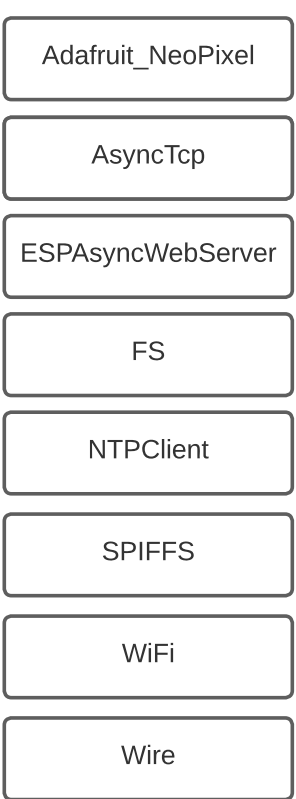 Adafruit_NeoPixel
AsyncTcp
ESPAsyncWebServer
FS
NTPClient
SPIFFS
WiFi
Wire